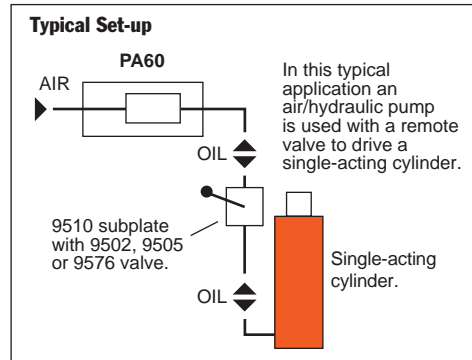 Typical Set-up
PA60
AIR
In this typical
application an
air/hydraulic pump
is used with a remote
valve to drive a
single-acting cylinder.
OIL
9510 subplate
with 9502, 9505
or 9576 valve.
OIL
Single-acting
cylinder.